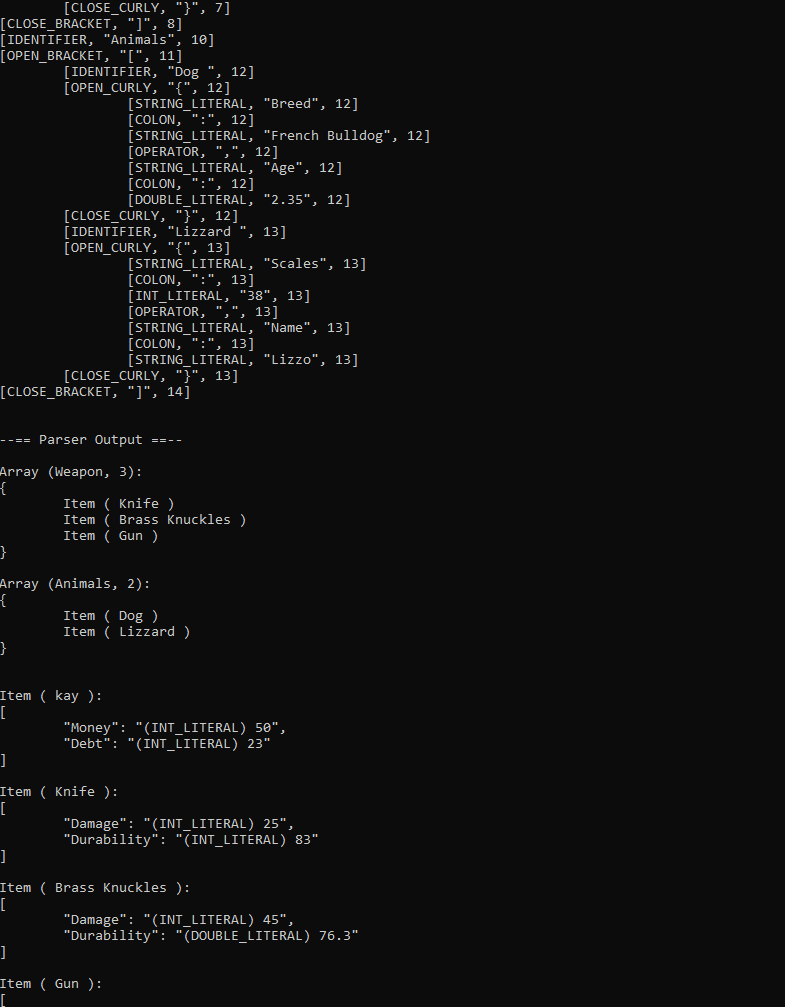 [CLOSE_CURLY, "}", 7]
[CLOSE_BRACKET, "]", 8]
[IDENTIFIER, "Animals", 10]
[OPEN_BRACKET, "[", 11]
        [IDENTIFIER, "Dog ", 12]
        [OPEN_CURLY, "{", 12]
                [STRING_LITERAL, "Breed", 12]
                [COLON, ":", 12]
                [STRING_LITERAL, "French Bulldog", 12]
                [OPERATOR, ",", 12]
                [STRING_LITERAL, "Age", 12]
                [COLON, ":", 12]
                [DOUBLE_LITERAL, "2.35", 12]
        [CLOSE_CURLY, "}", 12]
        [IDENTIFIER, "Lizzard ", 13]
        [OPEN_CURLY, "{", 13]
                [STRING_LITERAL, "Scales", 13]
                [COLON, ":", 13]
                [INT_LITERAL, "38", 13]
                [OPERATOR, ",", 13]
                [STRING_LITERAL, "Name", 13]
                [COLON, ":", 13]
                [STRING_LITERAL, "Lizzo", 13]
        [CLOSE_CURLY, "}", 13]
[CLOSE_BRACKET, "]", 14]

--== Parser Output ==--

Array (Weapon, 3):
{
        Item ( Knife )
        Item ( Brass Knuckles )
        Item ( Gun )
}

Array (Animals, 2):
{
        Item ( Dog )
        Item ( Lizzard )
}

Item ( kay ):
[
        "Money": "(INT_LITERAL) 50",
        "Debt": "(INT_LITERAL) 23"
]

Item ( Knife ):
[
        "Damage": "(INT_LITERAL) 25",
        "Durability": "(INT_LITERAL) 83"
]

Item ( Brass Knuckles ):
[
        "Damage": "(INT_LITERAL) 45",
        "Durability": "(DOUBLE_LITERAL) 76.3"
]

Item ( Gun ):
[